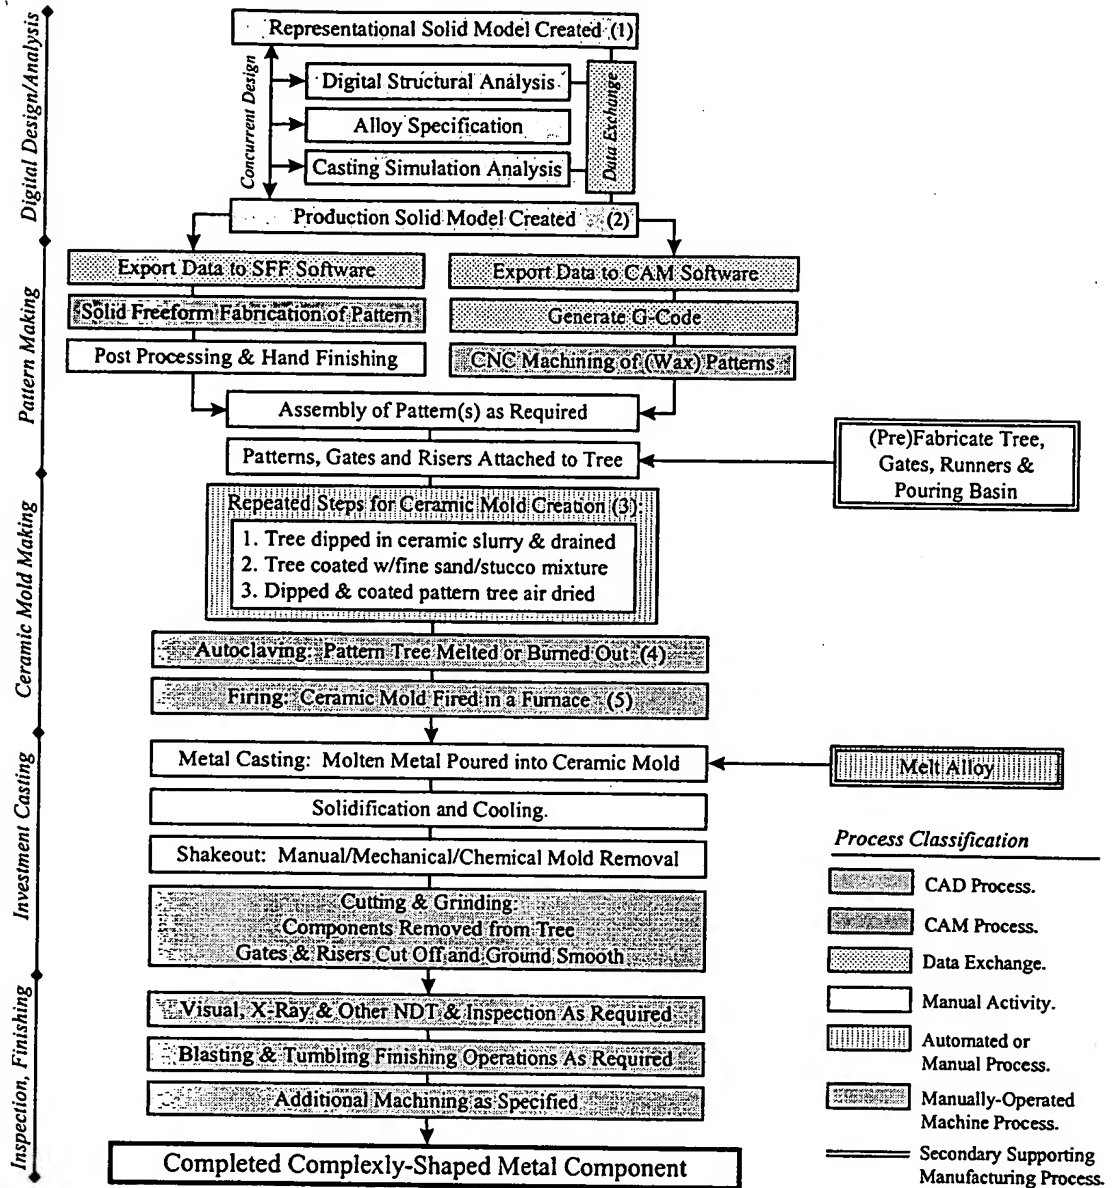 Digital Design/Analysis
Representational Solid Model Created (1)
Concurrent Design
Digital Structural Analysis
Alloy Specification
Casting Simulation Analysis
Data Exchange
Production Solid Model Created (2)
Pattern Making
Export Data to SFF Software
Solid Freeform Fabrication of Pattern
Post Processing & Hand Finishing
Export Data to CAM Software
Generate G-Code
CNC Machining of (Wax) Patterns
Assembly of Pattern(s) as Required
Patterns, Gates and Risers Attached to Tree
(Pre)Fabricate Tree,
Gates, Runners &
Pouring Basin
Ceramic Mold Making
Repeated Steps for Ceramic Mold Creation (3):
1. Tree dipped in ceramic slurry & drained
2. Tree coated w/fine sand/stucco mixture
3. Dipped & coated pattern tree air dried
Autoclaving: Pattern Tree Melted or Burned Out (4)
Firing: Ceramic Mold Fired in a Furnace (5)
Investment Casting
Metal Casting: Molten Metal Poured into Ceramic Mold
Melt Alloy
Solidification and Cooling.
Shakeout: Manual/Mechanical/Chemical Mold Removal
Cutting & Grinding:
Components Removed from Tree
Gates & Risers Cut Off and Ground Smooth
Inspection, Finishing
Visual, X-Ray & Other NDT & Inspection As Required
Blasting & Tumbling Finishing Operations As Required
Additional Machining as Specified
Completed Complexly-Shaped Metal Component
Process Classification
CAD Process.
CAM Process.
Data Exchange.
Manual Activity.
Automated or
Manual Process.
Manually-Operated
Machine Process.
Secondary Supporting
Manufacturing Process.